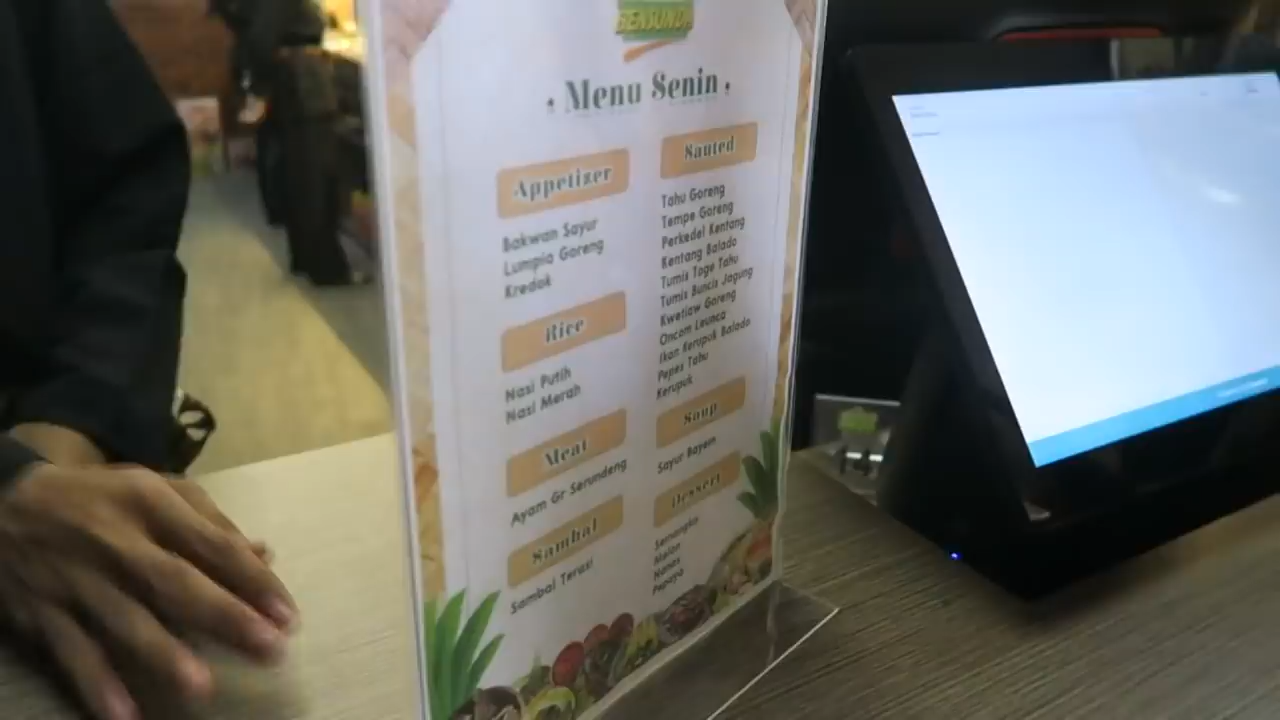 BENSUNDA
Menu Senin
Appetizer
Bakwan Sayur
Lumpia Goreng
Kredok
Rice
Nasi Putih
Nasi Merah
Meat
Ayam Gr Serundeng
Sambal
Sambal Terasi
Sauted
Tahu Goreng
Tempe Goreng
Perkedel Kentang
Kentang Balado
Tumis Toge Tahu
Tumis Buncis Jagung
Kwetiaw Goreng
Oncom Leunca
Ikan Kerupuk Balado
Pepes Tahu
Kerupuk
Soup
Sayur Bayem
Dessert
Semangka
Melon
Nanas
Papaya